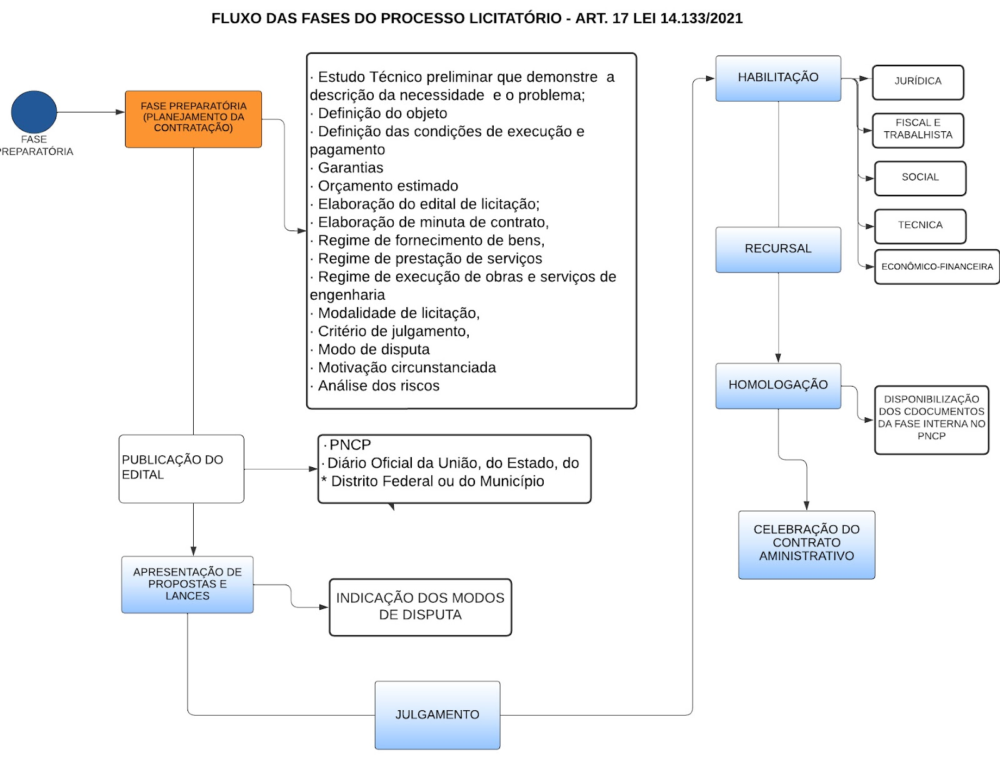 FLUXO DAS FASES DO PROCESSO LICITATÓRIO - ART. 17 LEI 14.133/2021
FASE
PREPARATÓRIA
FASE PREPARATÓRIA
(PLANEJAMENTO DA
CONTRATAÇÃO)
· Estudo Técnico preliminar que demonstre a
descrição da necessidade e o problema;
· Definição do objeto
· Definição das condições de execução e
pagamento
· Garantias
· Orçamento estimado
· Elaboração do edital de licitação;
· Elaboração de minuta de contrato,
· Regime de fornecimento de bens,
· Regime de prestação de serviços
· Regime de execução de obras e serviços de
engenharia
· Modalidade de licitação,
· Critério de julgamento,
· Modo de disputa
· Motivação circunstanciada
· Análise dos riscos
PUBLICAÇÃO DO
EDITAL
· PNCP
· Diário Oficial da União, do Estado, do
* Distrito Federal ou do Município
APRESENTAÇÃO DE
PROPOSTAS E
LANCES
INDICAÇÃO DOS MODOS
DE DISPUTA
JULGAMENTO
HABILITAÇÃO
JURÍDICA
FISCAL E
TRABALHISTA
SOCIAL
TECNICA
ECONÔMICO-FINANCEIRA
RECURSAL
HOMOLOGAÇÃO
DISPONIBILIZAÇÃO
DOS CDOCUMENTOS
DA FASE INTERNA NO
PNCP
CELEBRAÇÃO DO
CONTRATO
AMINISTRATIVO